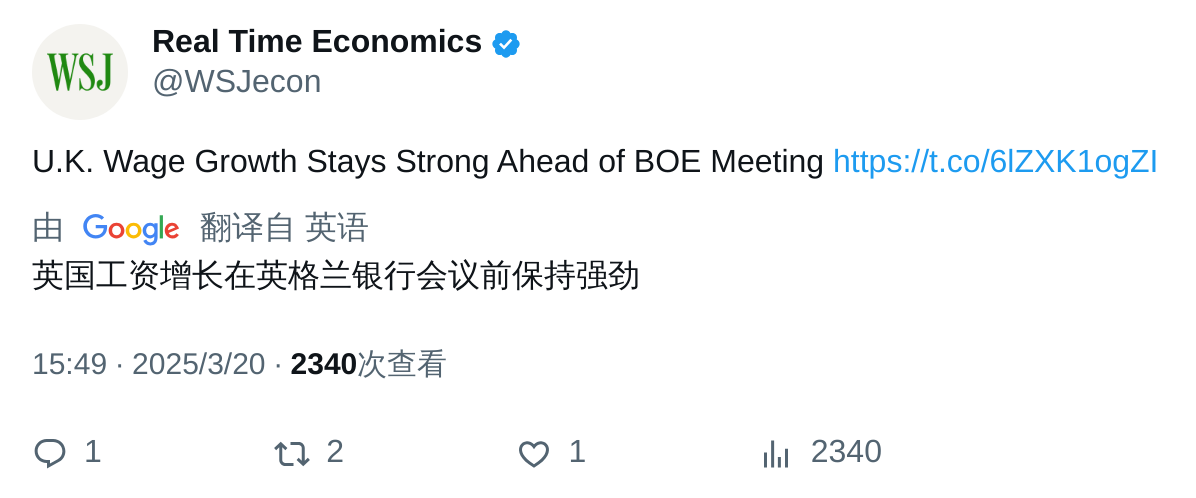 WSJ
Real Time Economics
@WSJecon
U.K. Wage Growth Stays Strong Ahead of BOE Meeting https://t.co/6lZXK1ogZI
由 Google 翻译自 英语
英国工资增长在英格兰银行会议前保持强劲
15:49 · 2025/3/20 · 2340次查看
1 2 1 2340